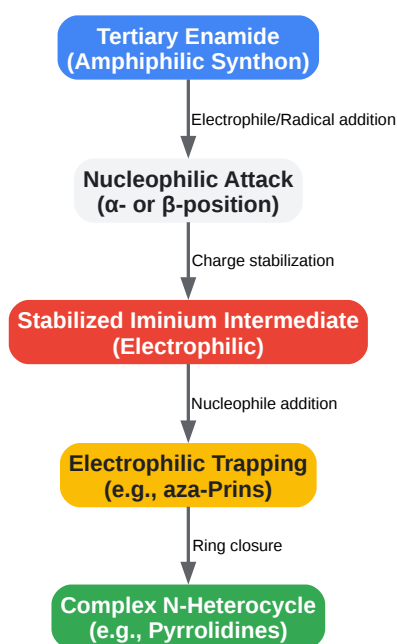 Tertiary Enamide
(Amphiphilic Synthon)
Electrophile/Radical addition
Nucleophilic Attack
(α- or β-position)
Charge stabilization
Stabilized Iminium Intermediate
(Electrophilic)
Nucleophile addition
Electrophilic Trapping
(e.g., aza-Prins)
Ring closure
Complex N-Heterocycle
(e.g., Pyrrolidines)